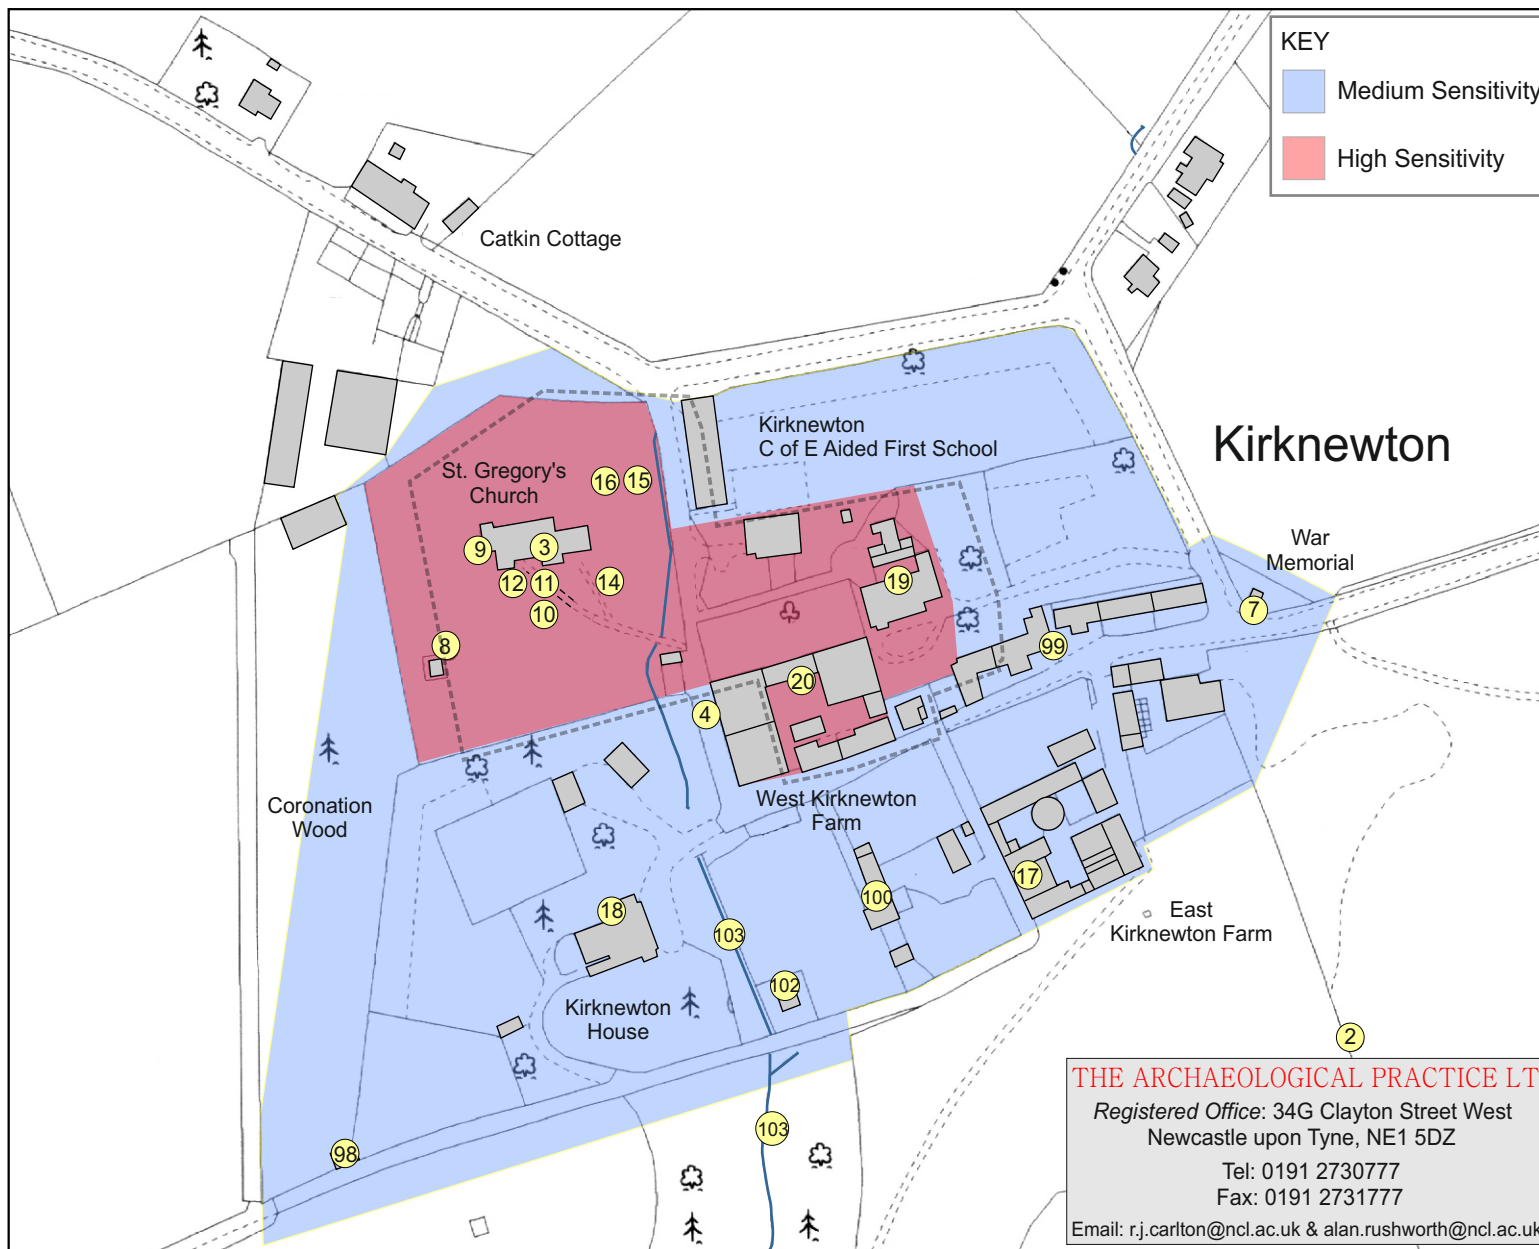 KEY
Medium Sensitivity
High Sensitivity
Catkin Cottage
Kirknewton
C of E Aided First School
Kirknewton
St. Gregory's
Church
16
15
9
3
12
11
14
10
8
19
20
4
99
War
Memorial
7
Coronation
Wood
West Kirknewton
Farm
17
100
18
103
102
East
Kirknewton Farm
Kirknewton
House
2
98
103
THE ARCHAEOLOGICAL PRACTICE LT
Registered Office: 34G Clayton Street West
Newcastle upon Tyne, NE1 5DZ
Tel: 0191 2730777
Fax: 0191 2731777
Email: r.j.carlton@ncl.ac.uk & alan.rushworth@ncl.ac.uk